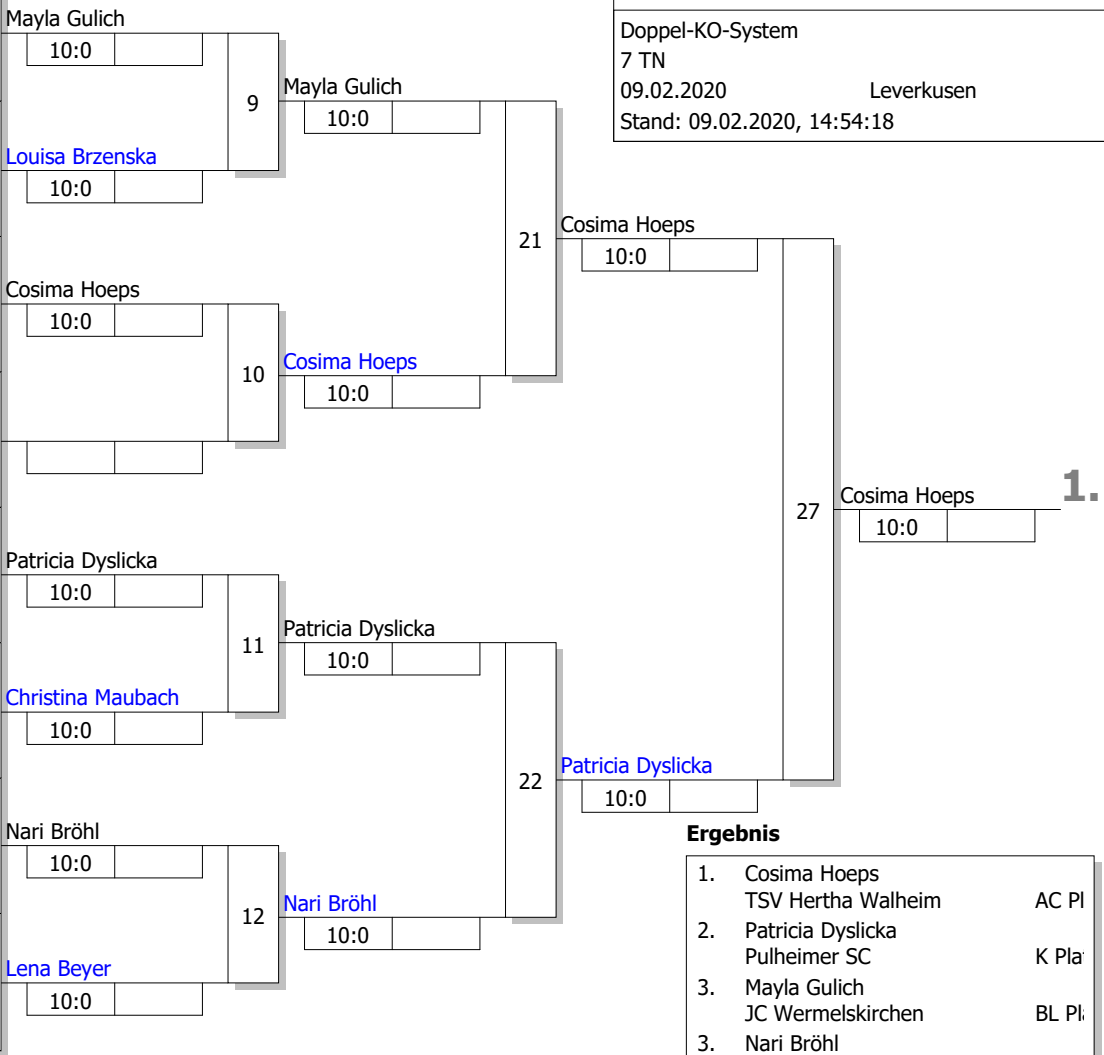 Doppel-KO-System
7 TN
09.02.2020 Leverkusen
Stand: 09.02.2020, 14:54:18
Mayla Gulich
10:0
9
Louisa Brzenska
10:0
Mayla Gulich
10:0
Cosima Hoeps
10:0
10
Cosima Hoeps
10:0
21
Cosima Hoeps
10:0
Patricia Dyslicka
10:0
11
Christina Maubach
10:0
Patricia Dyslicka
10:0
Nari Bröhl
10:0
12
Lena Beyer
10:0
Nari Bröhl
10:0
22
Patricia Dyslicka
10:0
27
Cosima Hoeps 1.
10:0
Ergebnis
1. Cosima Hoeps
TSV Hertha Walheim AC Pl
2. Patricia Dyslicka
Pulheimer SC K Pla
3. Mayla Gulich
JC Wermelskirchen BL Pl
3. Nari Bröhl